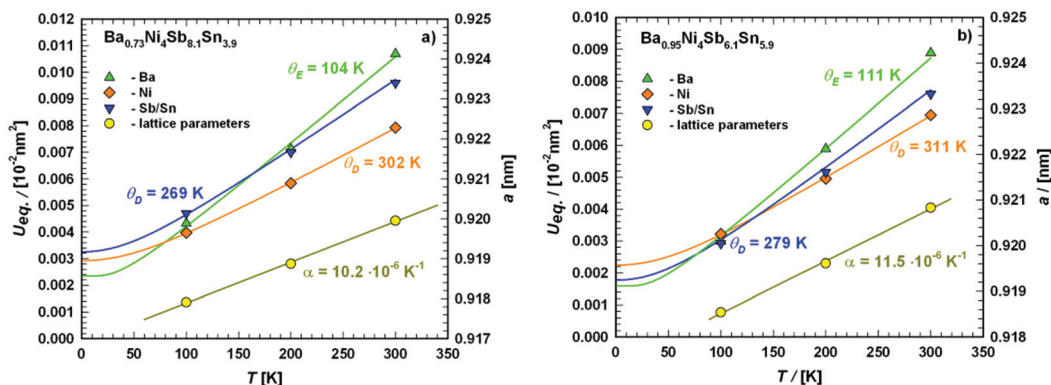 Ba0.73Ni4Sb8.1Sn3.9
a)
- Ba
- Ni
- Sb/Sn
- lattice parameters
θE = 104 K
θD = 302 K
θD = 269 K
α = 10.2 ·10-6 K-1
Ueq. / [10-2nm2]
0.012
0.011
0.010
0.009
0.008
0.007
0.006
0.005
0.004
0.003
0.002
0.001
0.000
0.925
0.924
0.923
0.922
0.921
0.920
0.919
0.918
0.917
a [nm]
0 50 100 150 200 250 300 350
T [K]
Ba0.95Ni4Sb6.1Sn5.9
b)
- Ba
- Ni
- Sb/Sn
- lattice parameters
θE = 111 K
θD = 311 K
θD = 279 K
α = 11.5 ·10-6 K-1
Ueq. / [10-2nm2]
0.010
0.009
0.008
0.007
0.006
0.005
0.004
0.003
0.002
0.001
0.000
0.925
0.924
0.923
0.922
0.921
0.920
0.919
0.918
a / [nm]
0 50 100 150 200 250 300 350
T / [K]